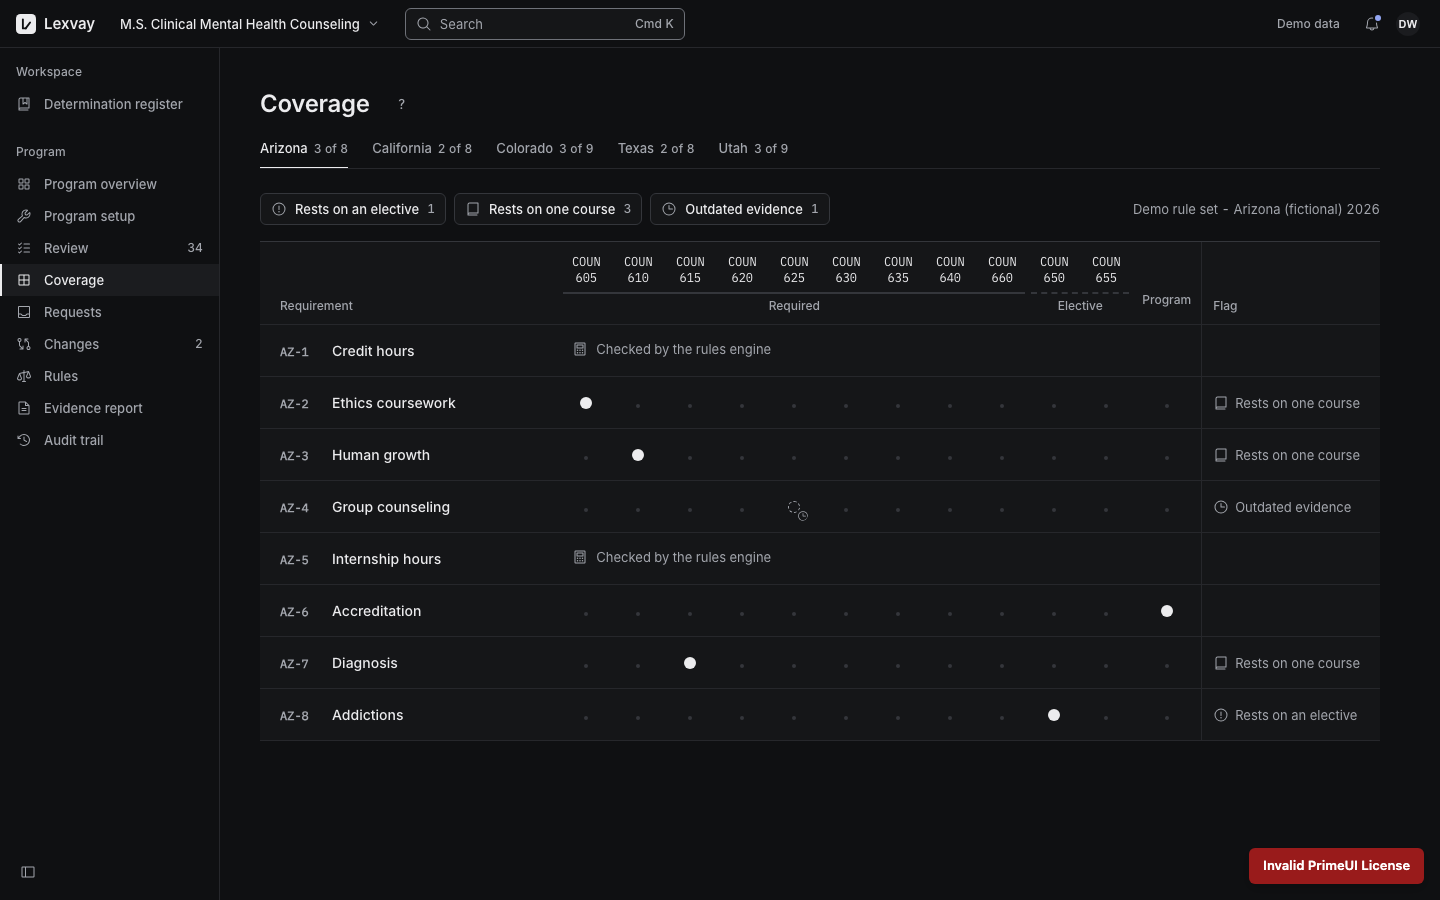 Lexvay
M.S. Clinical Mental Health Counseling
Search
Cmd K
Demo data
DW
Workspace
Determination register
Program
Program overview
Program setup
Review 34
Coverage
Requests
Changes 2
Rules
Evidence report
Audit trail
Coverage ?
Arizona 3 of 8 California 2 of 8 Colorado 3 of 9 Texas 2 of 8 Utah 3 of 9
Rests on an elective 1 Rests on one course 3 Outdated evidence 1 Demo rule set - Arizona (fictional) 2026
COUN COUN COUN COUN COUN COUN COUN COUN COUN COUN COUN
605 610 615 620 625 630 635 640 660 650 655
Requirement Required Elective Program Flag
AZ-1 Credit hours Checked by the rules engine
AZ-2 Ethics coursework Rests on one course
AZ-3 Human growth Rests on one course
AZ-4 Group counseling Outdated evidence
AZ-5 Internship hours Checked by the rules engine
AZ-6 Accreditation
AZ-7 Diagnosis Rests on one course
AZ-8 Addictions Rests on an elective
Invalid PrimeUI License